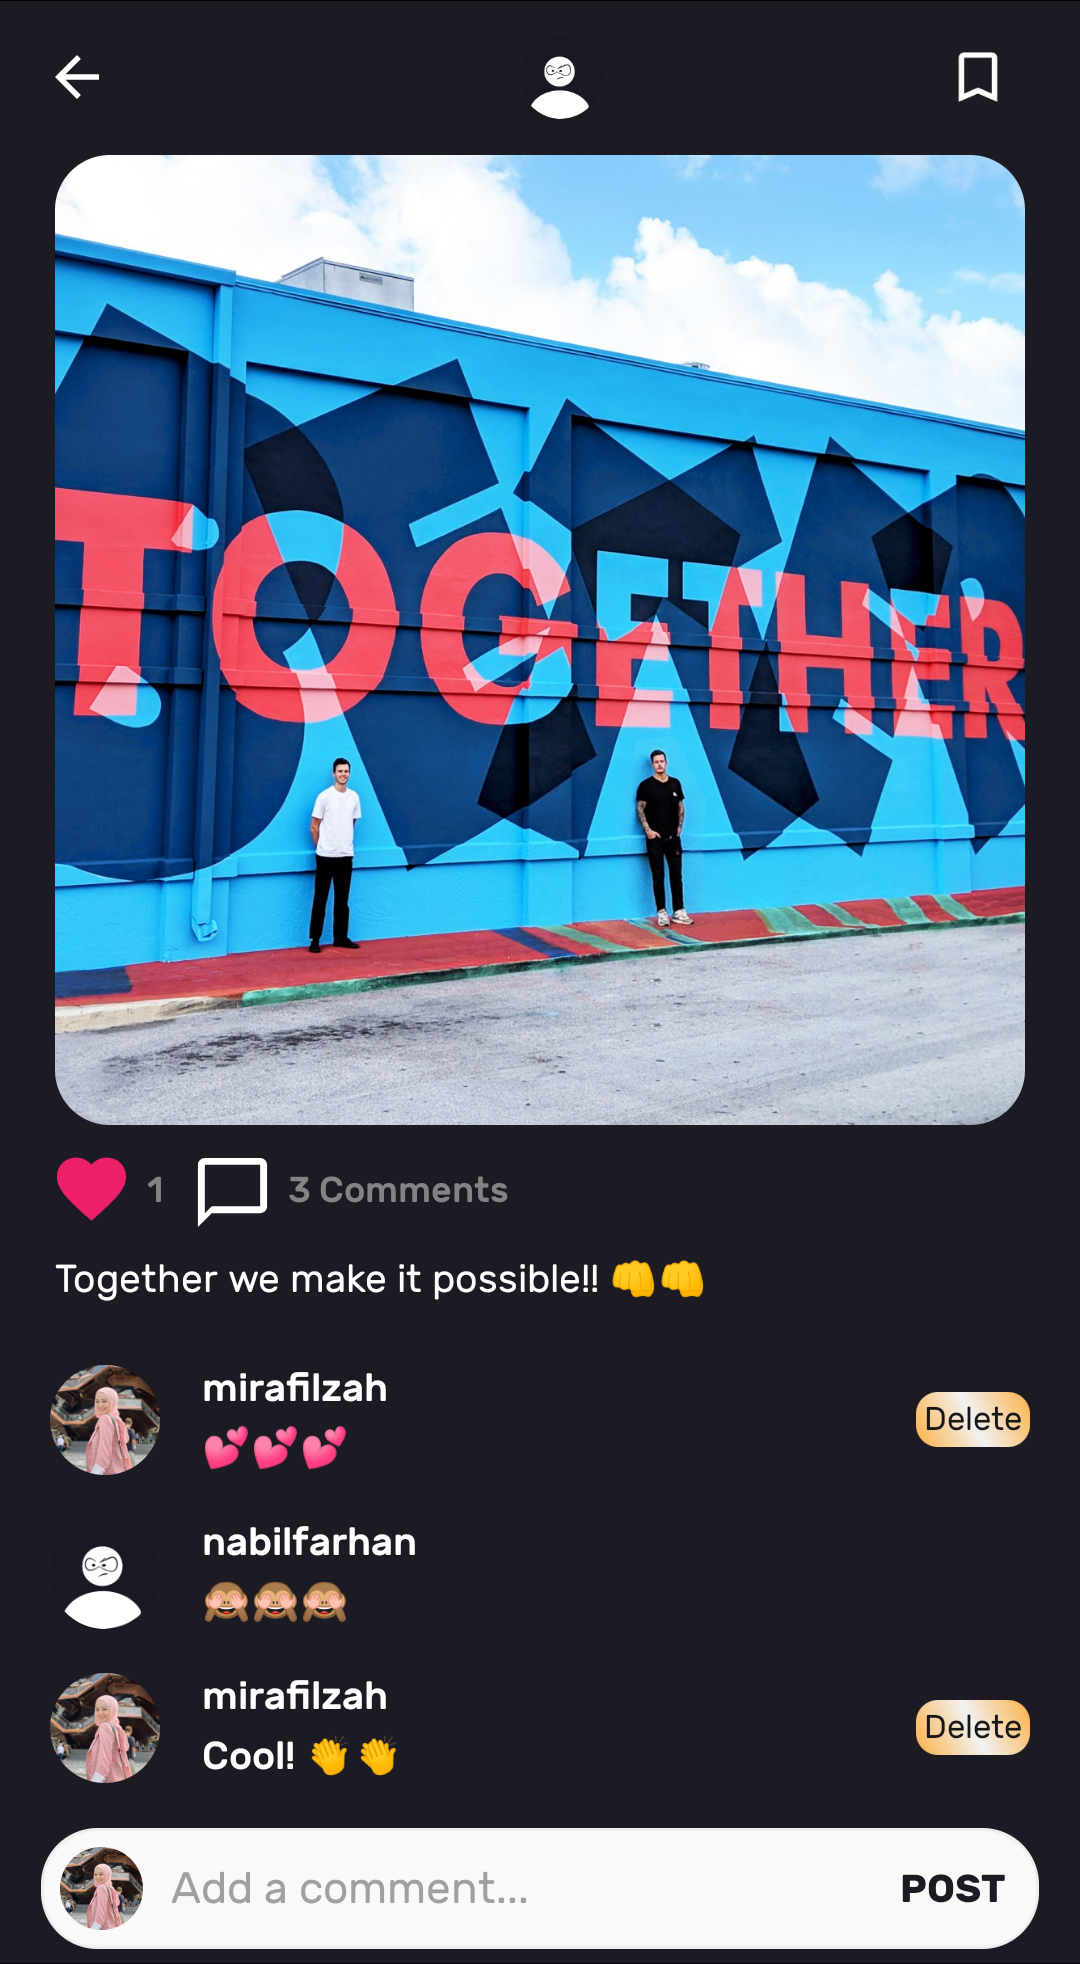 TOGETHER
1 3 Comments
Together we make it possible!! 👊👊
mirafilzah
💕💕💕
Delete
nabilfarhan
🙈🙈🙈
mirafilzah
Cool! 👏👏
Delete
Add a comment...
POST